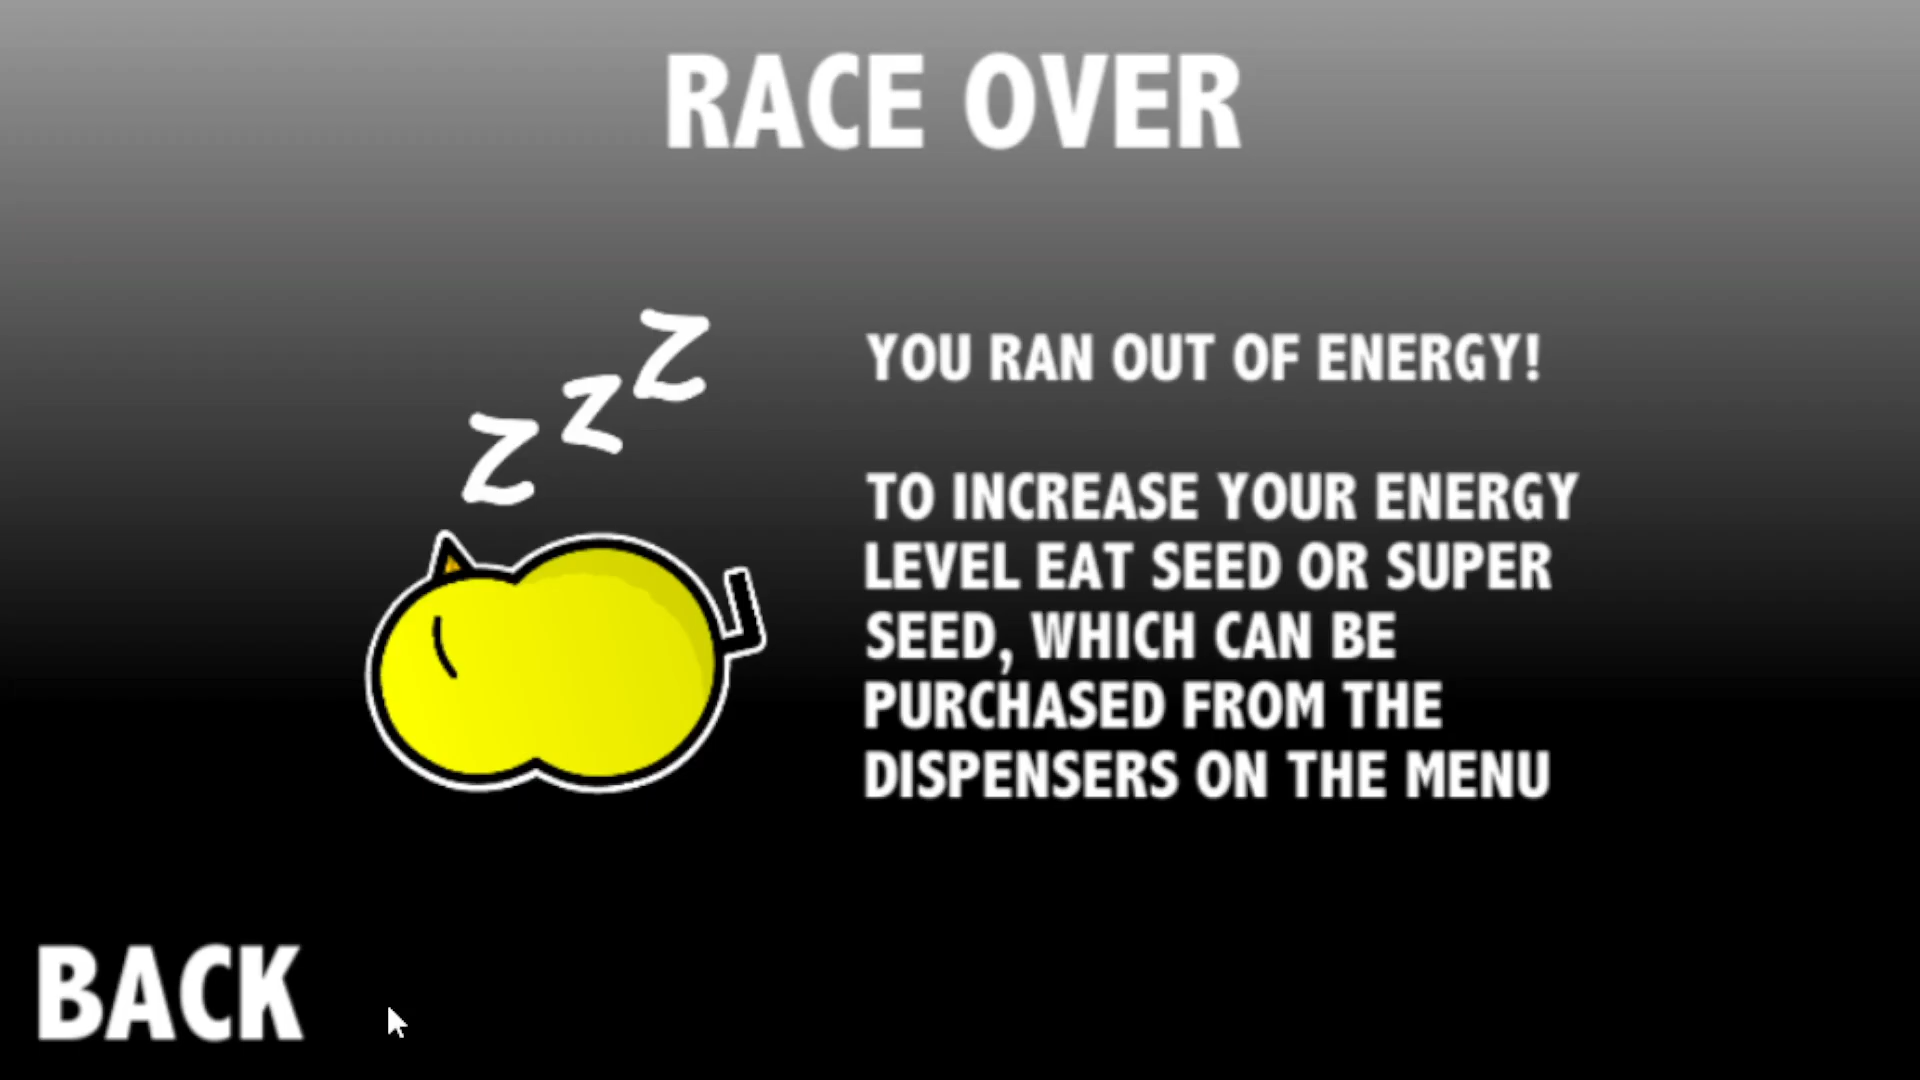 RACE OVER
Z Z Z
YOU RAN OUT OF ENERGY!
TO INCREASE YOUR ENERGY
LEVEL EAT SEED OR SUPER
SEED, WHICH CAN BE
PURCHASED FROM THE
DISPENSERS ON THE MENU
BACK